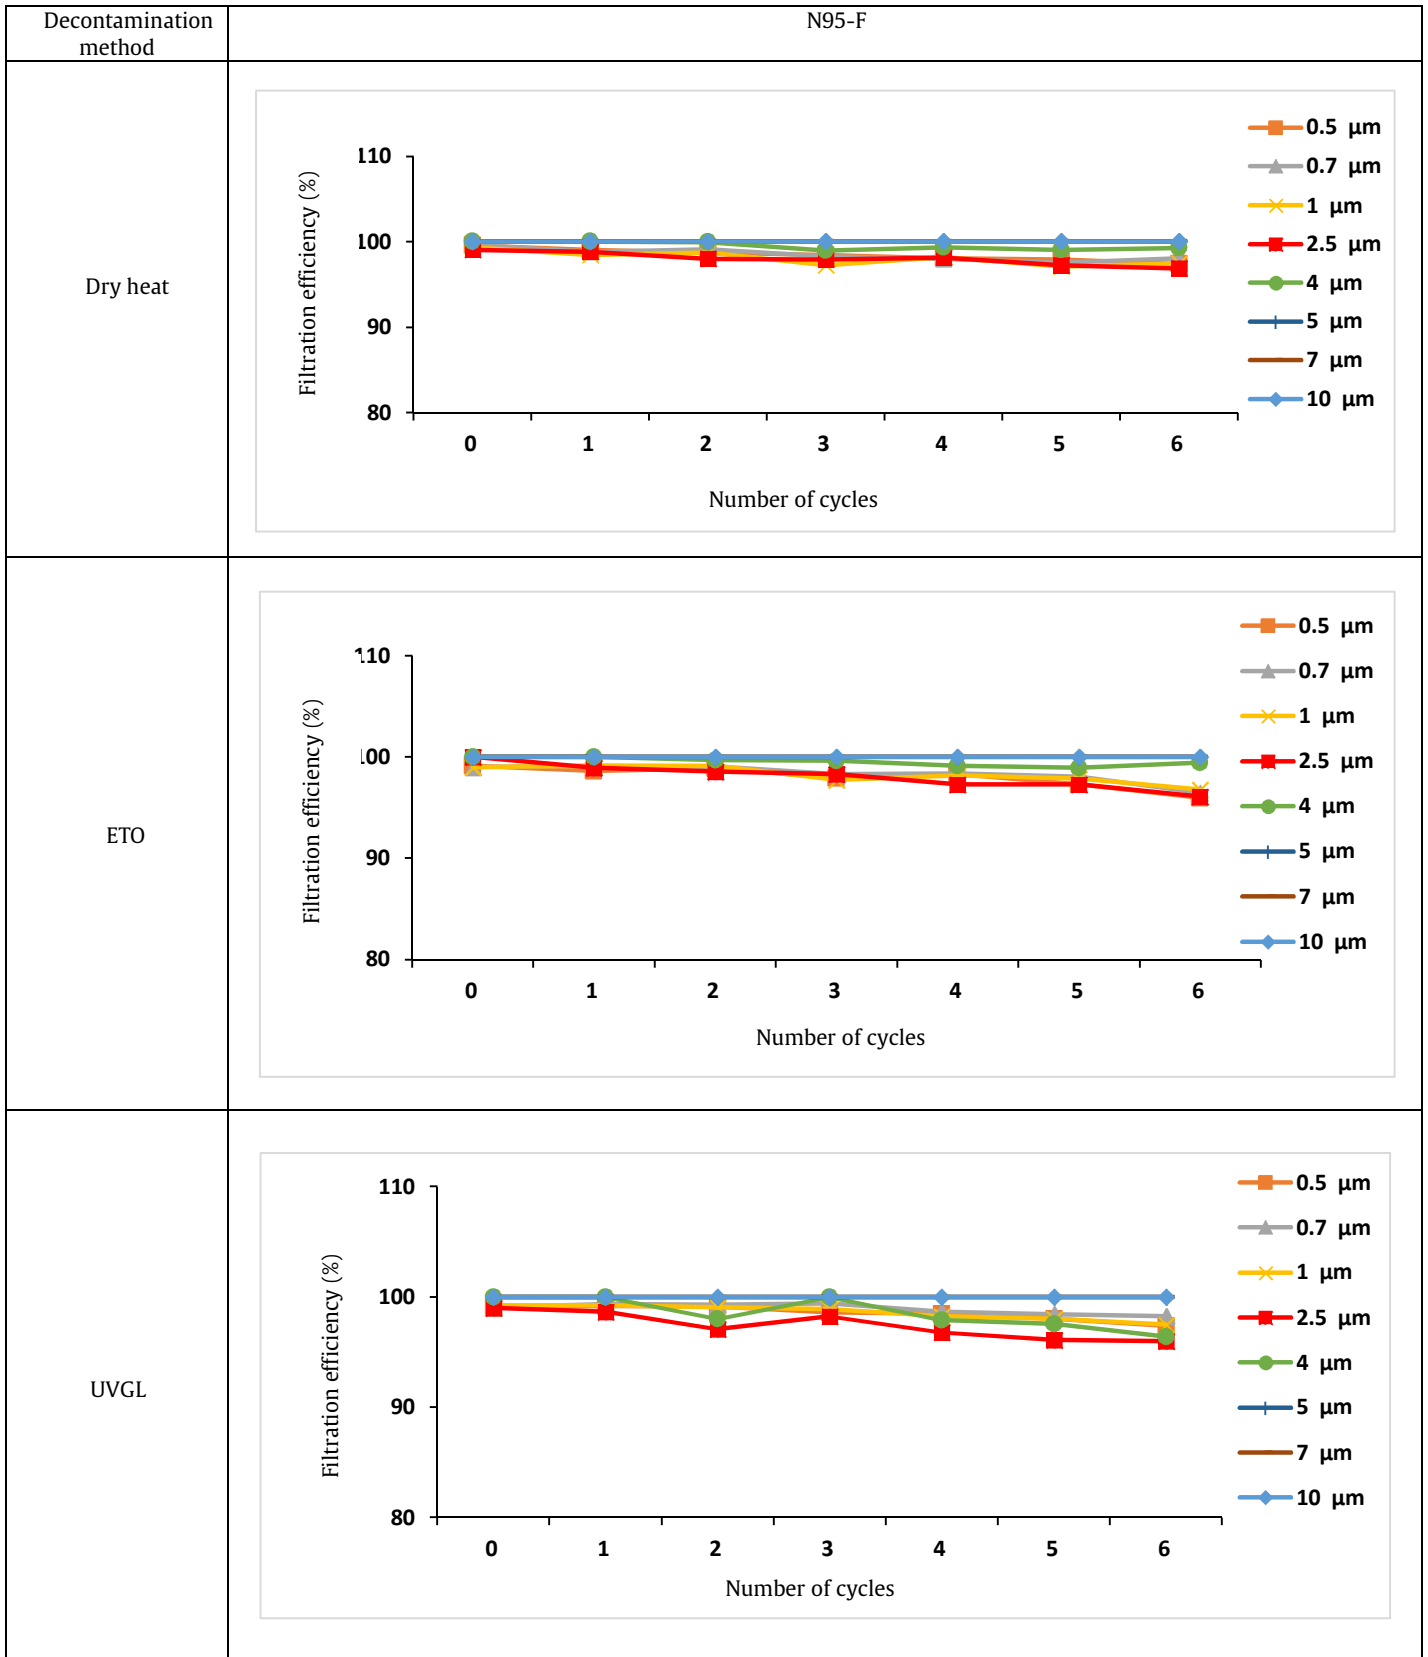 Decontamination
method
N95-F
Dry heat
Filtration efficiency (%)
110
100
90
80
0 1 2 3 4 5 6
Number of cycles
0.5 µm
0.7 µm
1 µm
2.5 µm
4 µm
5 µm
7 µm
10 µm
ETO
Filtration efficiency (%)
110
100
90
80
0 1 2 3 4 5 6
Number of cycles
0.5 µm
0.7 µm
1 µm
2.5 µm
4 µm
5 µm
7 µm
10 µm
UVGL
Filtration efficiency (%)
110
100
90
80
0 1 2 3 4 5 6
Number of cycles
0.5 µm
0.7 µm
1 µm
2.5 µm
4 µm
5 µm
7 µm
10 µm